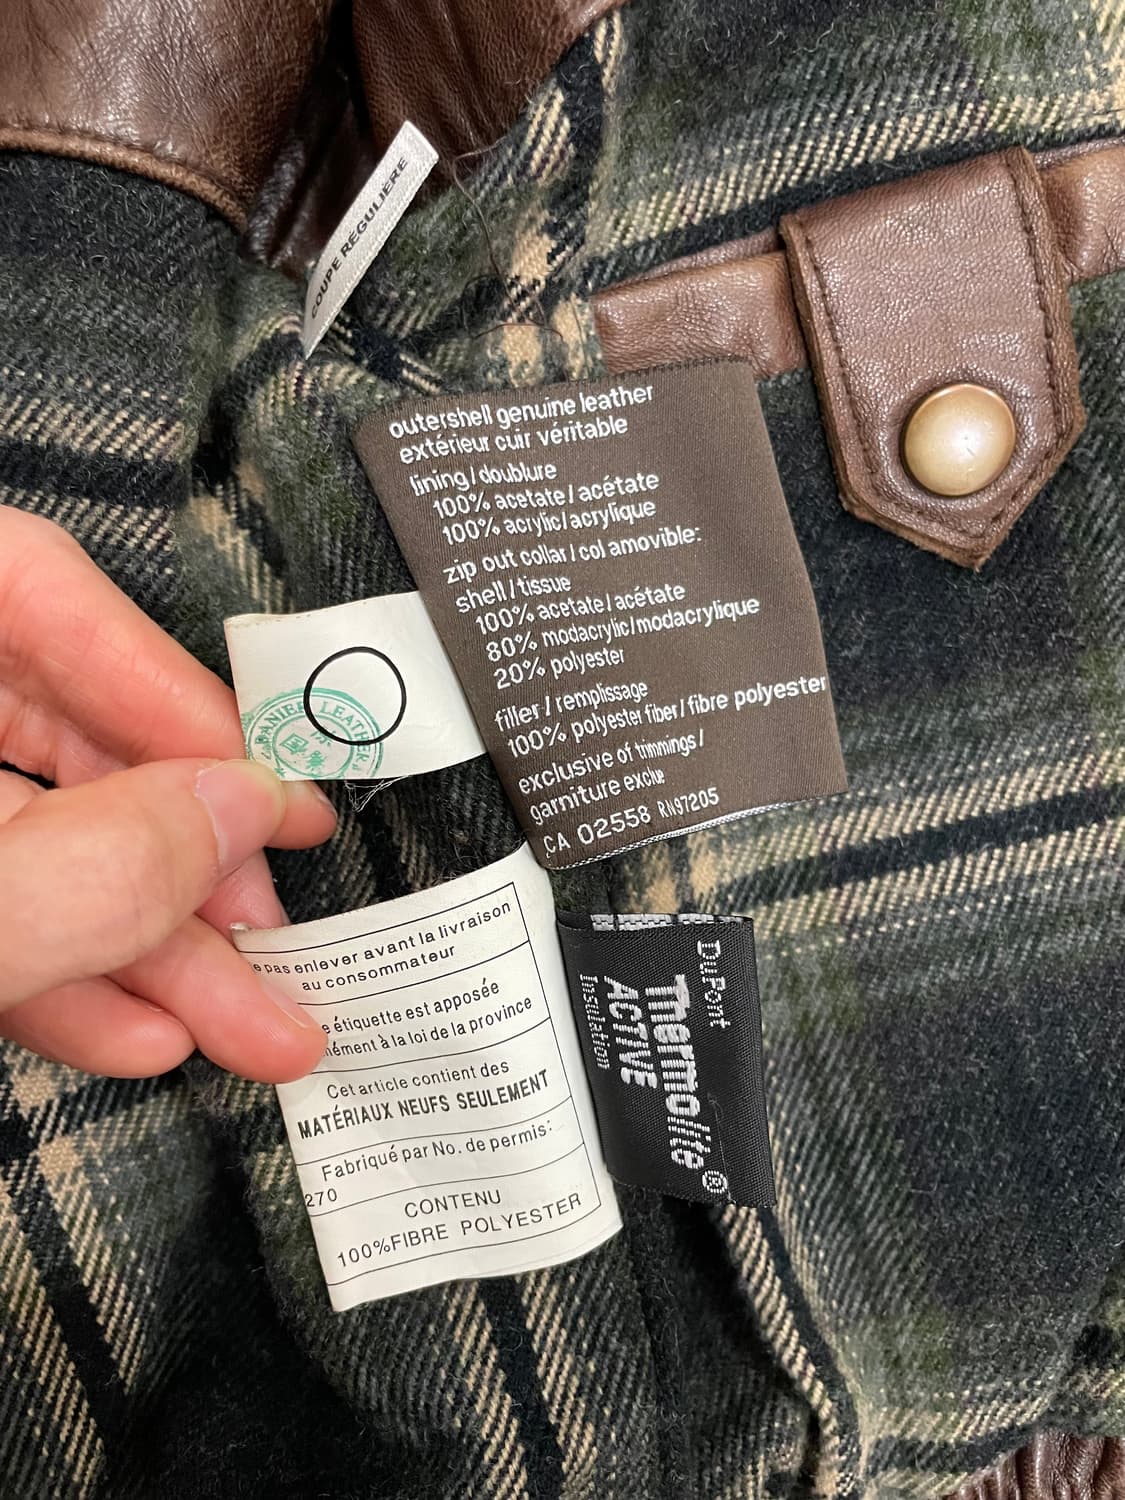 COUPE RÉGULIÈRE
outershell genuine leather
extérieur cuir véritable
lining/doublure
100% acetate/acétate
100% acrylic/acrylique
zip out collar/col amovible:
shell/tissue
100% acetate/acétate
80% modacrylic/modacrylique
20% polyester
filler/remplissage
100% polyester fiber/fibre polyester
exclusive of trimmings/
garniture exclue
CA 02558 RN97205
DANIER LEATHER
e pas enlever avant la livraison
au consommateur
e étiquette est apposée
mément à la loi de la province
Cet article contient des
MATÉRIAUX NEUFS SEULEMENT
Fabriqué par No. de permis:
270
CONTENU
100%FIBRE POLYESTER
DuPont
Thermolite®
ACTIVE
Insulation